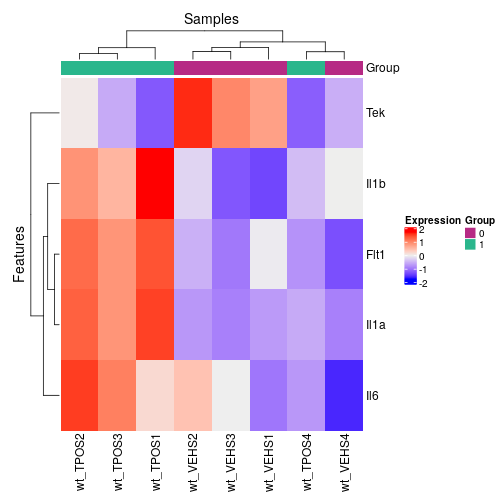 Samples
Group
Tek
Il1b
Flt1
Il1a
Il6
Features
wt_TPOS2
wt_TPOS3
wt_TPOS1
wt_VEHS2
wt_VEHS3
wt_VEHS1
wt_TPOS4
wt_VEHS4
Expression
2
1
0
-1
-2
Group
0
1